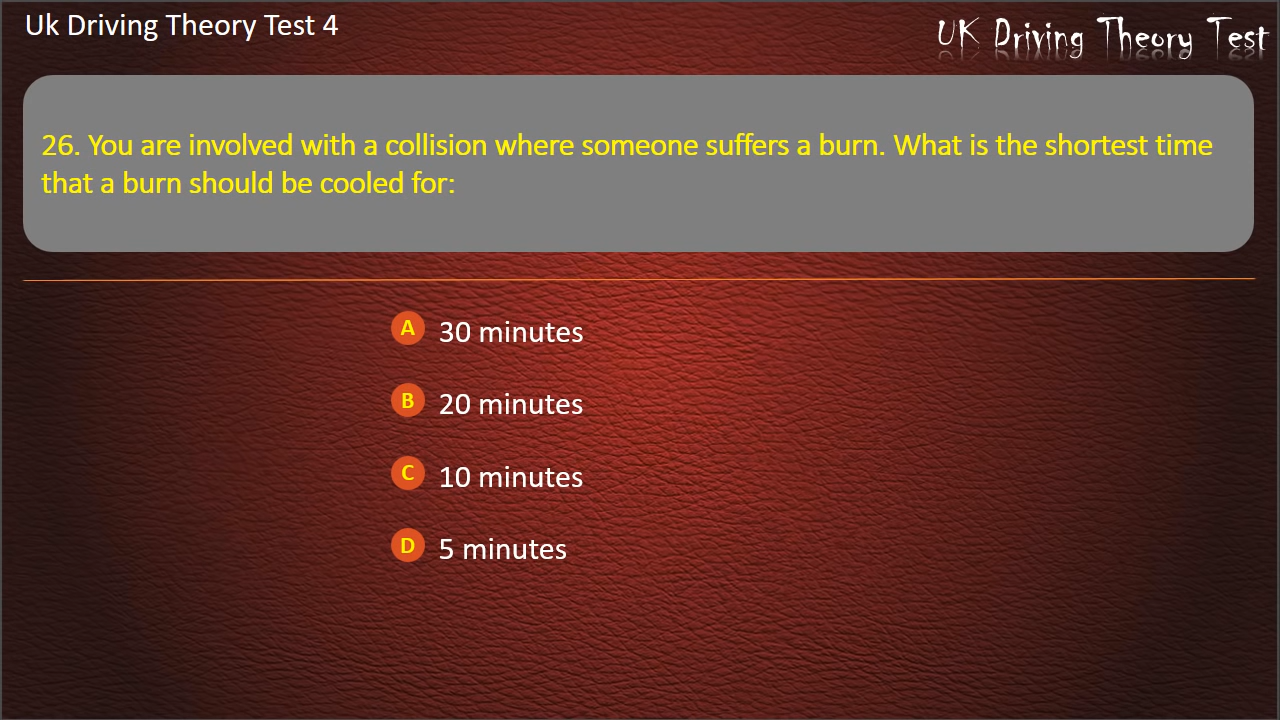 Uk Driving Theory Test 4
UK Driving Theory Test
26. You are involved with a collision where someone suffers a burn. What is the shortest time
that a burn should be cooled for:
A 30 minutes
B 20 minutes
C 10 minutes
D 5 minutes